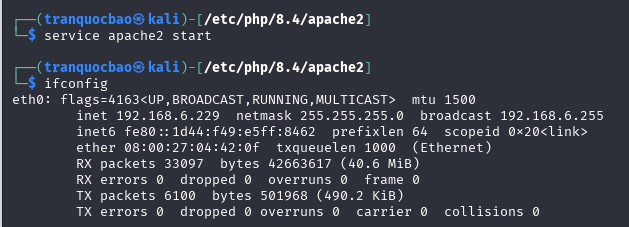 ┌──(tranquocbao㉿kali)-[/etc/php/8.4/apache2]
└─$ service apache2 start
┌──(tranquocbao㉿kali)-[/etc/php/8.4/apache2]
└─$ ifconfig
eth0: flags=4163<UP,BROADCAST,RUNNING,MULTICAST>  mtu 1500
        inet 192.168.6.229  netmask 255.255.255.0  broadcast 192.168.6.255
        inet6 fe80::1d44:f49:e5ff:8462  prefixlen 64  scopeid 0×20<link>
        ether 08:00:27:04:42:0f  txqueuelen 1000  (Ethernet)
        RX packets 33097  bytes 42663617 (40.6 MiB)
        RX errors 0  dropped 0  overruns 0  frame 0
        TX packets 6100  bytes 501968 (490.2 KiB)
        TX errors 0  dropped 0 overruns 0  carrier 0  collisions 0